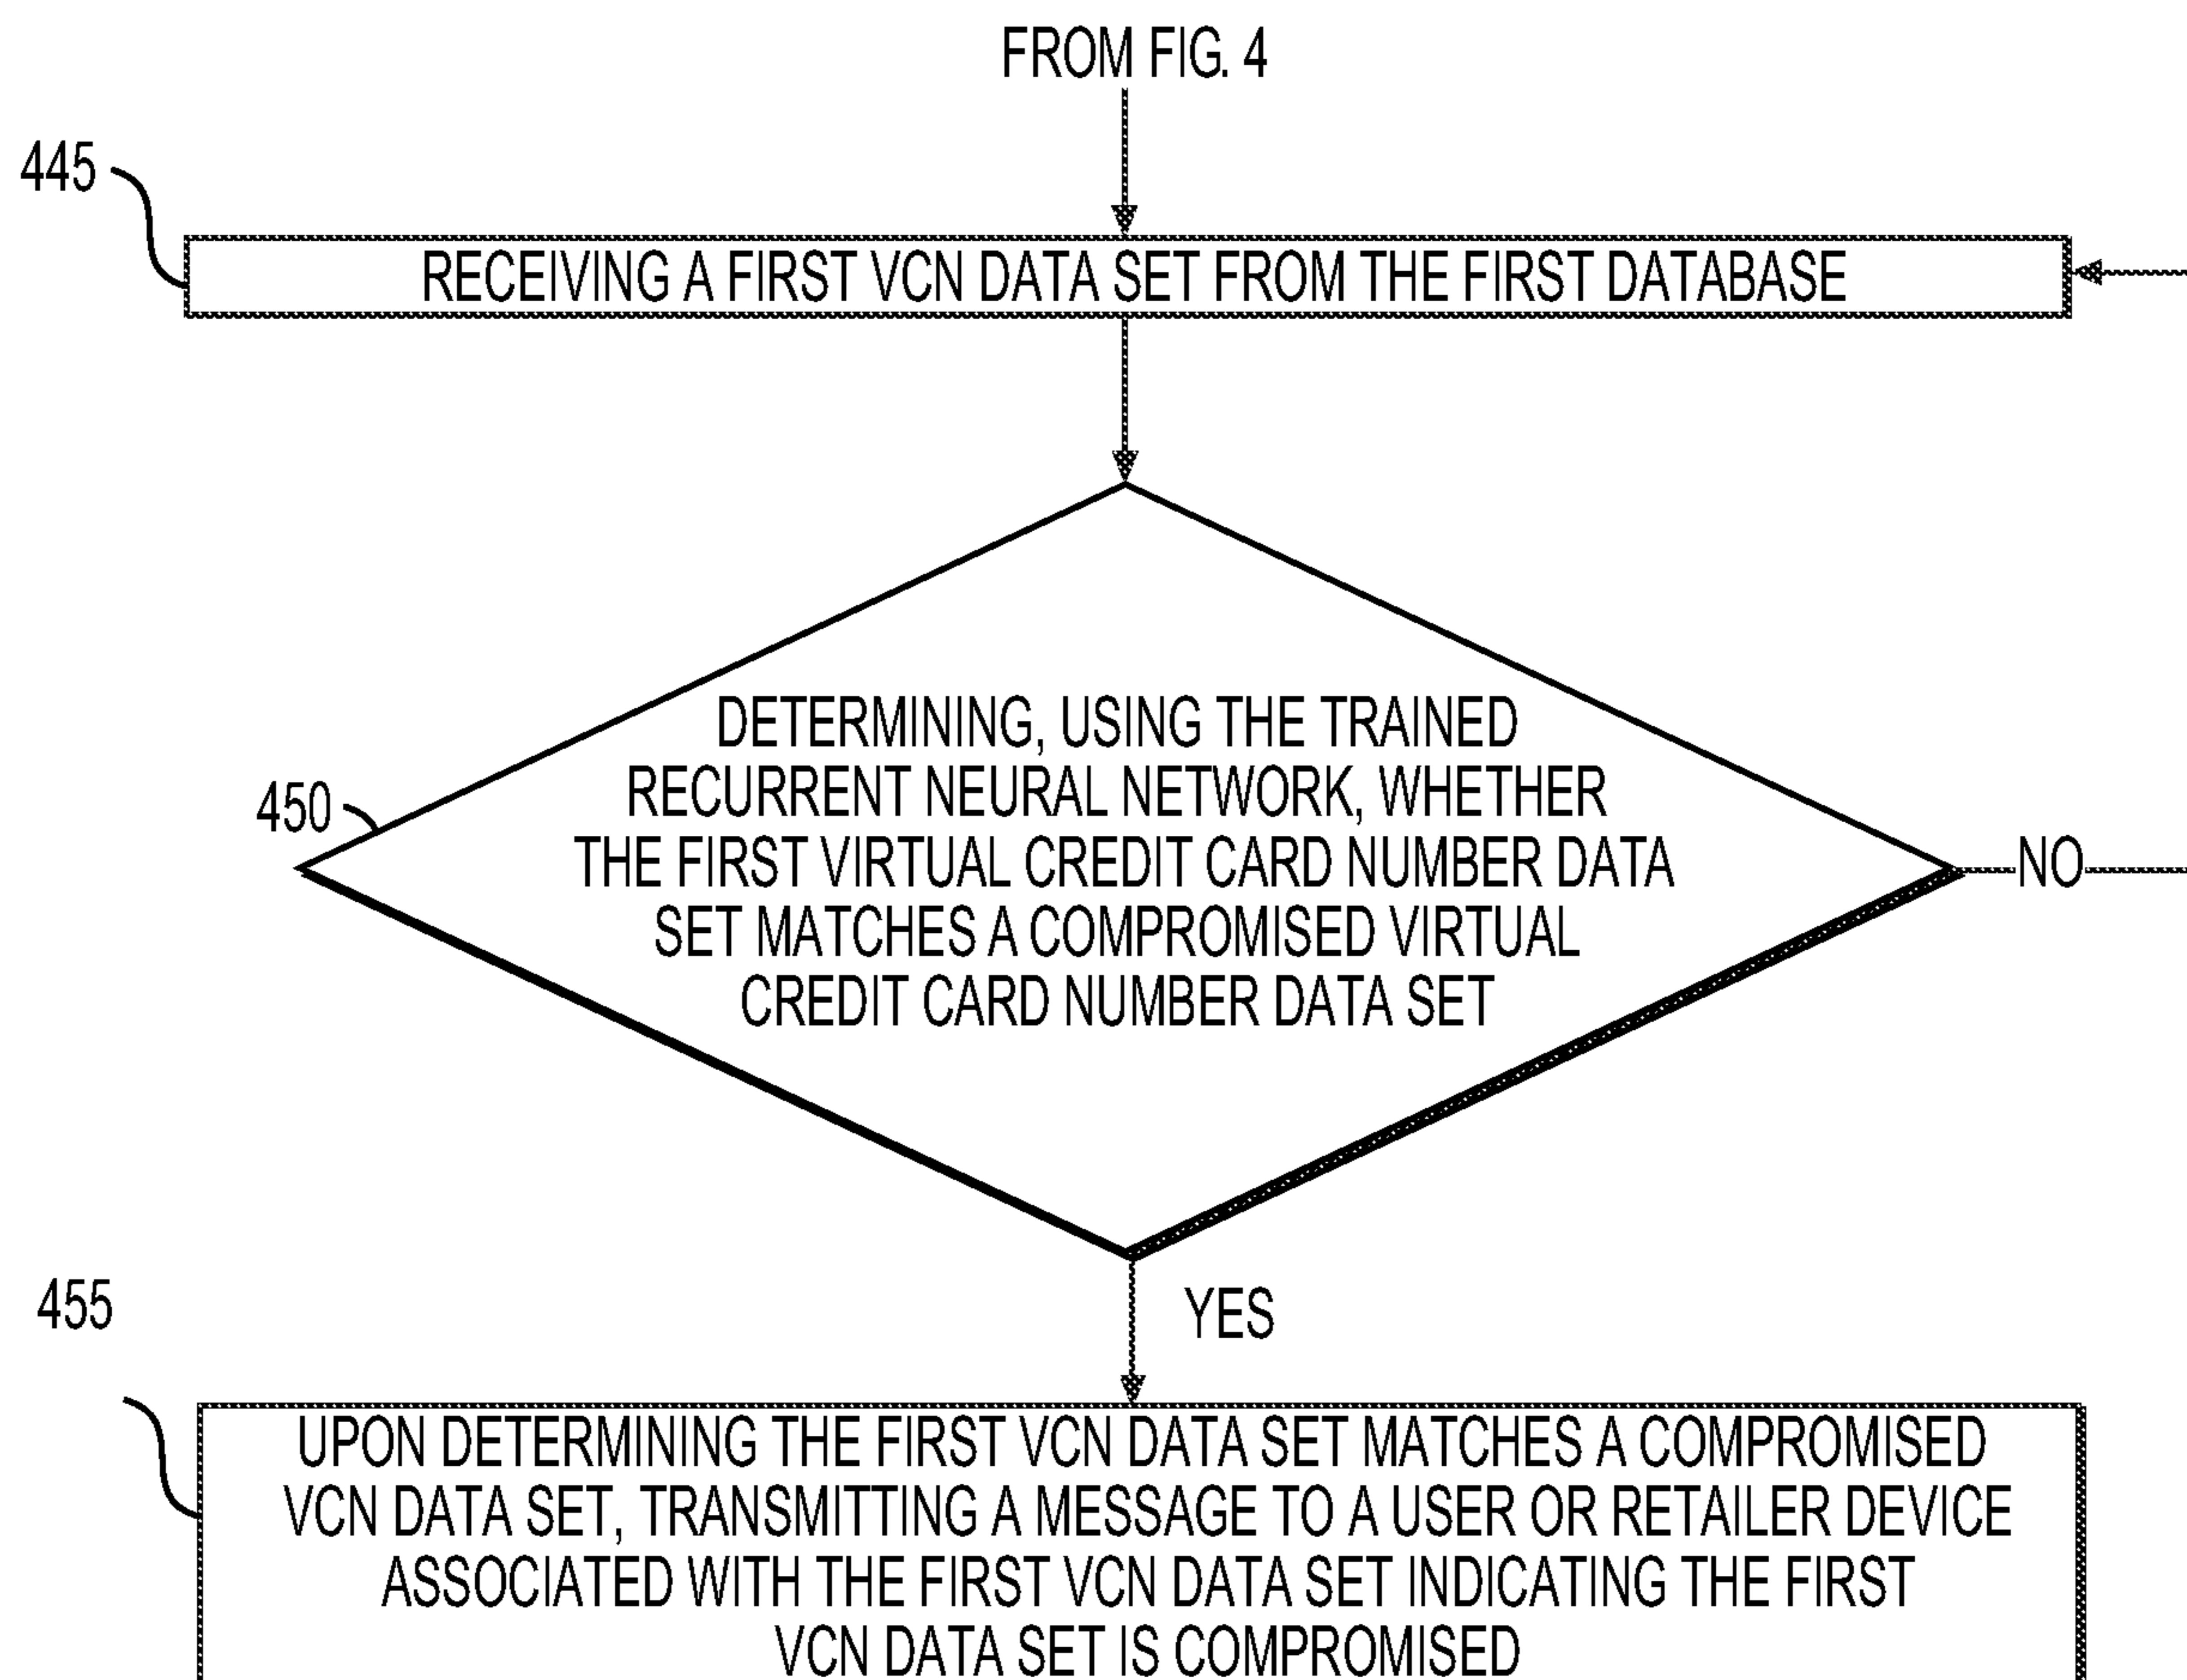 FROM FIG. 4
445
RECEIVING A FIRST VCN DATA SET FROM THE FIRST DATABASE
DETERMINING, USING THE TRAINED
RECURRENT NEURAL NETWORK, WHETHER
450
THE FIRST VIRTUAL CREDIT CARD NUMBER DATA
NO
SET MATCHES A COMPROMISED VIRTUAL
CREDIT CARD NUMBER DATA SET
455
YES
UPON DETERMINING THE FIRST VCN DATA SET MATCHES A COMPROMISED
VCN DATA SET, TRANSMITTING A MESSAGE TO A USER OR RETAILER DEVICE
ASSOCIATED WITH THE FIRST VCN DATA SET INDICATING THE FIRST
VCN DATA SET IS COMPROMISED